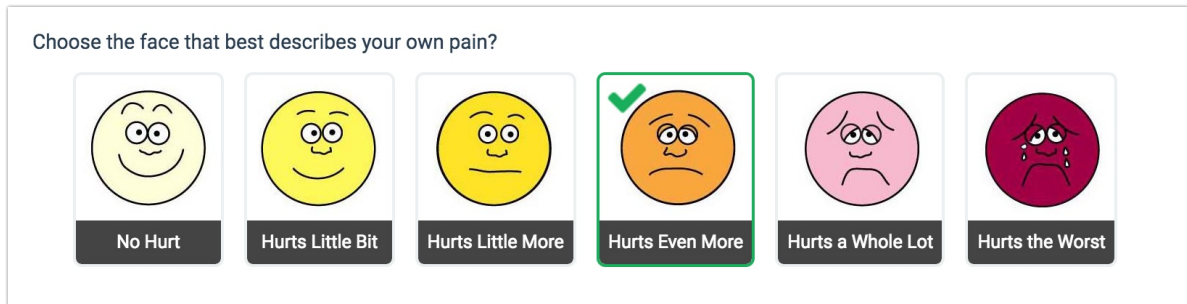 Choose the face that best describes your own pain?
No Hurt
Hurts Little Bit
Hurts Little More
Hurts Even More
Hurts a Whole Lot
Hurts the Worst